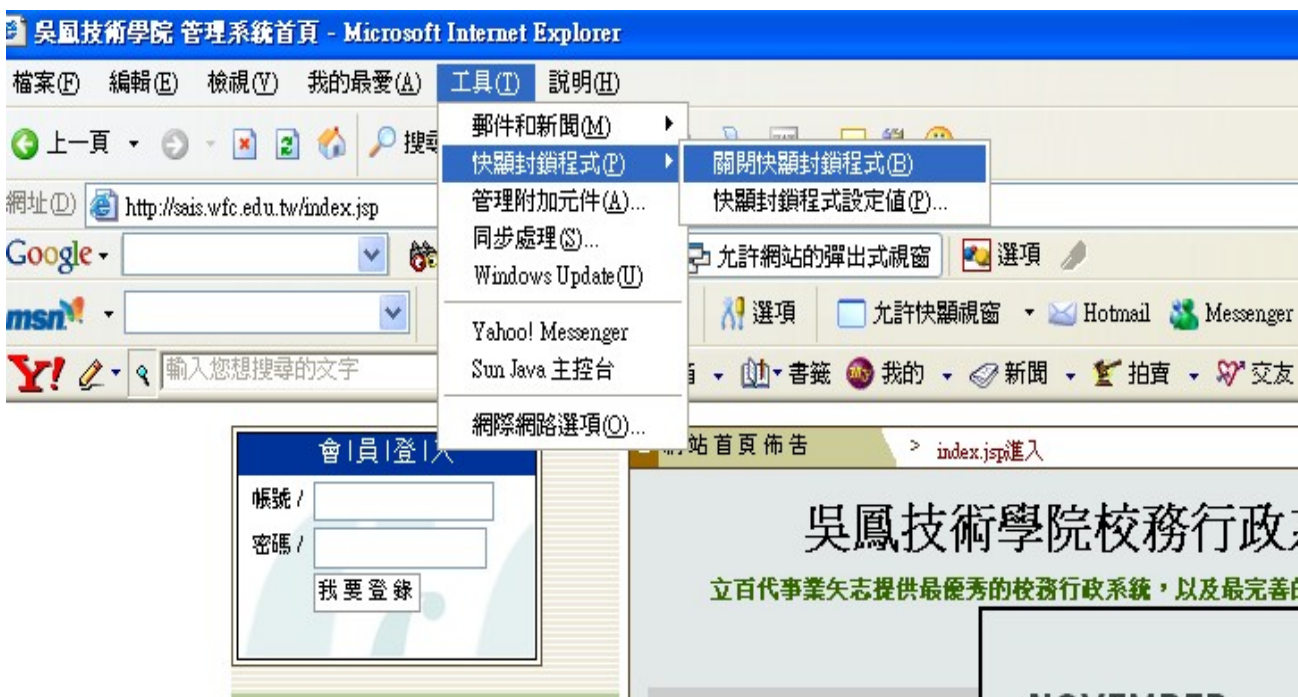 吳鳳技術學院 管理系統首頁 - Microsoft Internet Explorer
檔案(F) 編輯(E) 檢視(V) 我的最愛(A) 工具(T) 說明(H)
上一頁 搜尋
郵件和新聞(M)
快顯封鎖程式(P)
管理附加元件(A)...
同步處理(S)...
Windows Update(U)
Yahoo! Messenger
Sun Java 主控台
網際網路選項(O)...
關閉快顯封鎖程式(B)
快顯封鎖程式設定值(P)...
網址(D) http://sais.wfc.edu.tw/index.jsp
Google 允許網站的彈出式視窗 選項
msn 選項 允許快顯視窗 Hotmail Messenger
Y! 輸入您想搜尋的文字 書籤 我的 新聞 拍賣 交友
會|員|登|入
帳號 /
密碼 /
我要登錄
網站首頁佈告 > index.jsp進入
吳鳳技術學院校務行政
立百代事業矢志提供最優秀的校務行政系統，以及最完善的
NOVEMBER